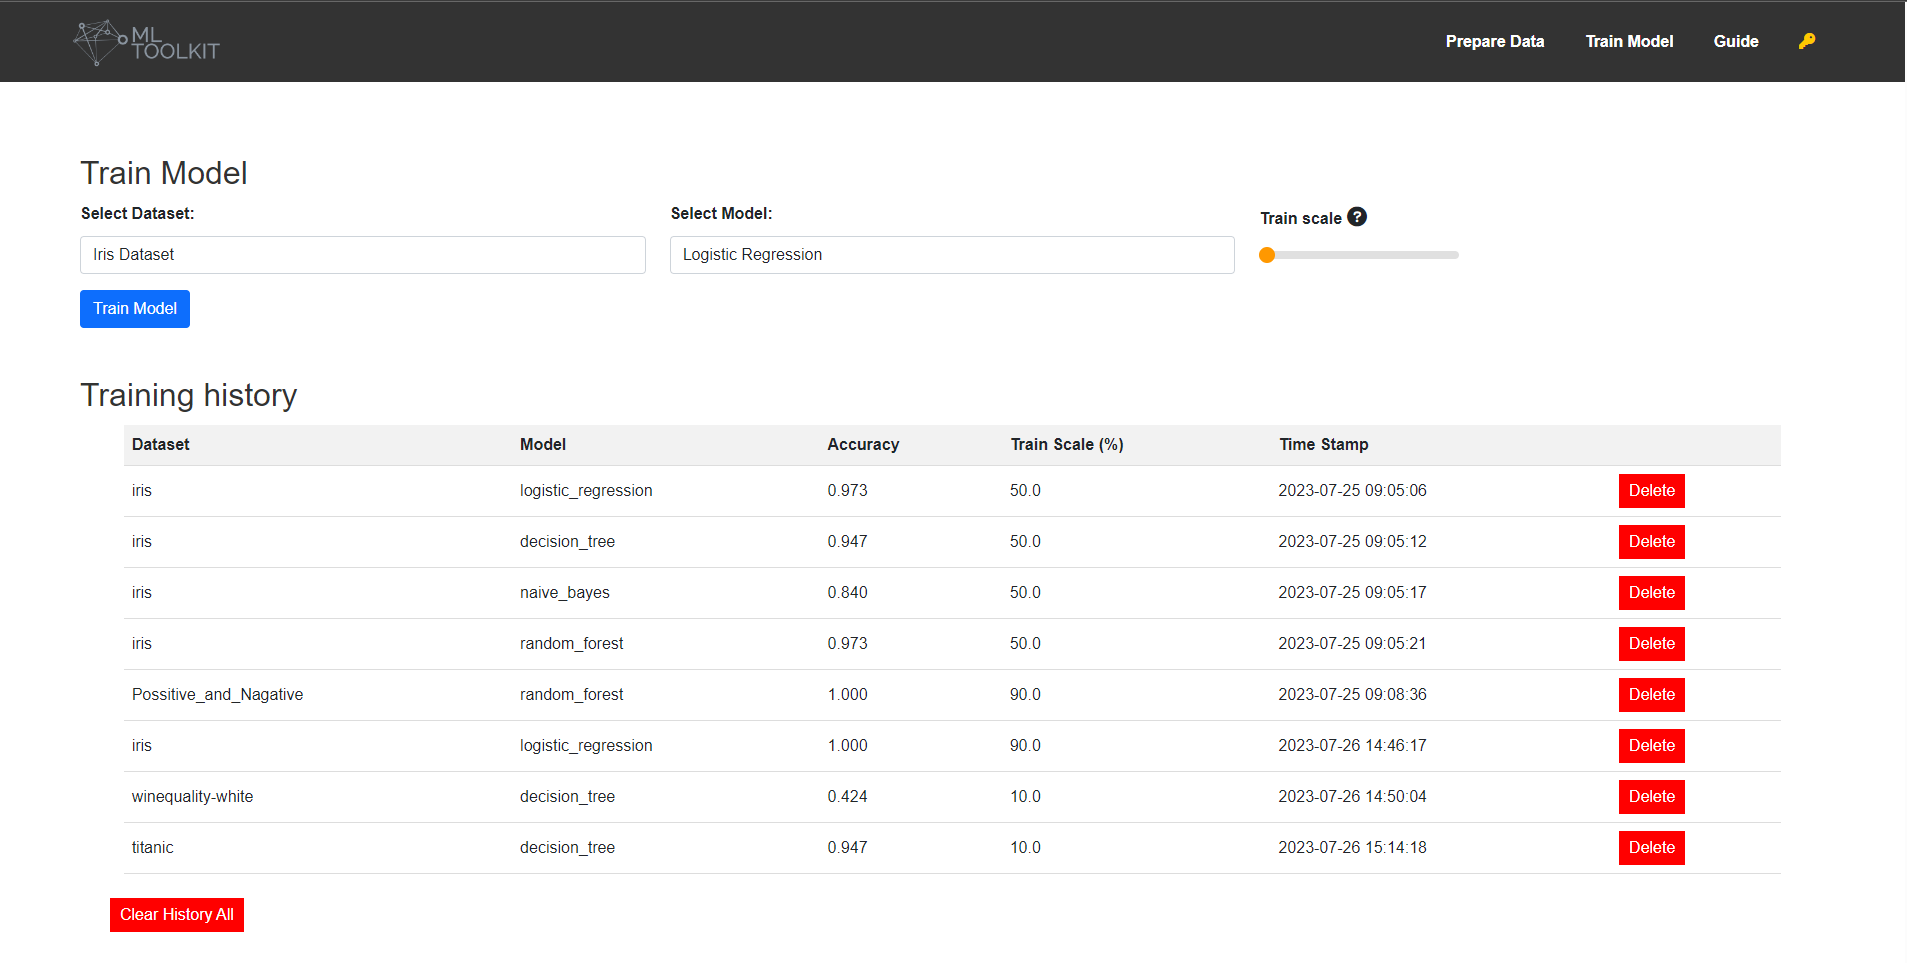 ML
TOOLKIT
Prepare Data Train Model Guide
Train Model
Select Dataset: Select Model: Train scale ?
Iris Dataset Logistic Regression
Train Model
Training history
Dataset Model Accuracy Train Scale (%) Time Stamp
iris logistic_regression 0.973 50.0 2023-07-25 09:05:06 Delete
iris decision_tree 0.947 50.0 2023-07-25 09:05:12 Delete
iris naive_bayes 0.840 50.0 2023-07-25 09:05:17 Delete
iris random_forest 0.973 50.0 2023-07-25 09:05:21 Delete
Possitive_and_Nagative random_forest 1.000 90.0 2023-07-25 09:08:36 Delete
iris logistic_regression 1.000 90.0 2023-07-26 14:46:17 Delete
winequality-white decision_tree 0.424 10.0 2023-07-26 14:50:04 Delete
titanic decision_tree 0.947 10.0 2023-07-26 15:14:18 Delete
Clear History All